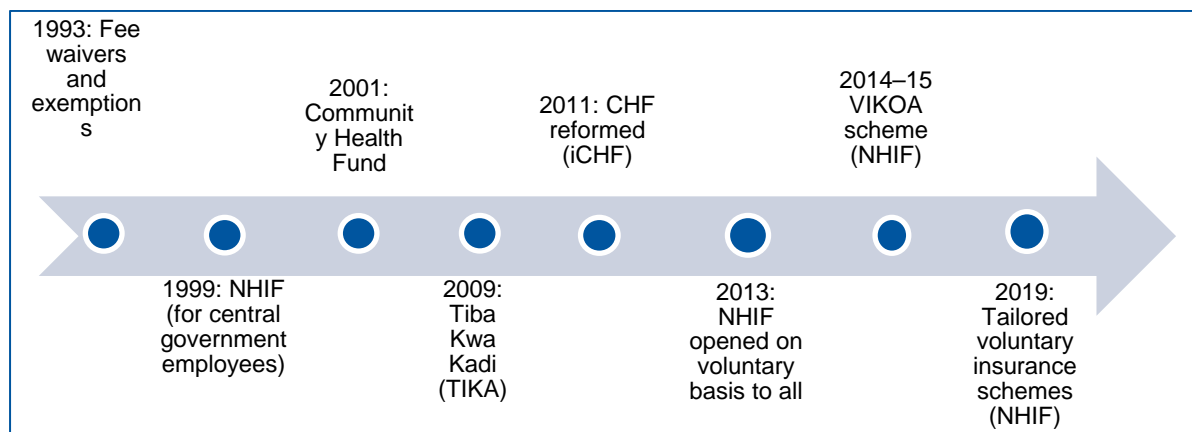 1993: Fee
waivers
and
exemption
s
1999: NHIF
(for central
government
employees)
2001:
Communit
y Health
Fund
2009:
Tiba
Kwa
Kadi
(TIKA)
2011: CHF
reformed
(iCHF)
2013:
NHIF
opened on
voluntary
basis to all
2014–15
VIKOA
scheme
(NHIF)
2019:
Tailored
voluntary
insurance
schemes
(NHIF)